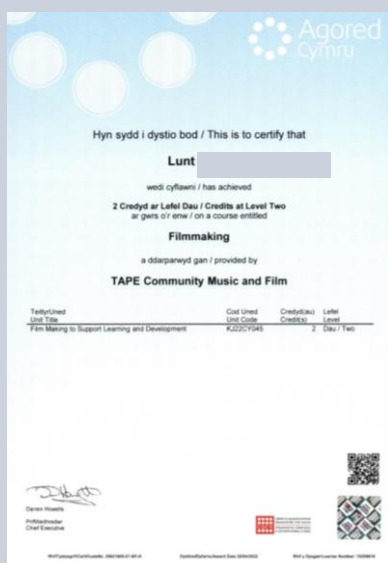 Agored
Cymru
Hyn sydd i dystio bod / This is to certify that
Lunt
wedi cyflawni / has achieved
2 Credyd ar Lefel Dau / Credits at Level Two
ar gwrs o'r enw / on a course entitled
Filmmaking
a ddarparwyd gan / provided by
TAPE Community Music and Film
Teitl yr Uned Cod Uned Credyd(au) Lefel
Unit Title Unit Code Credit(s) Level
Film Making to Support Learning and Development KJ22CY045 2 Dau / Two
Darren Howells
Prif Weithredwr
Chief Executive